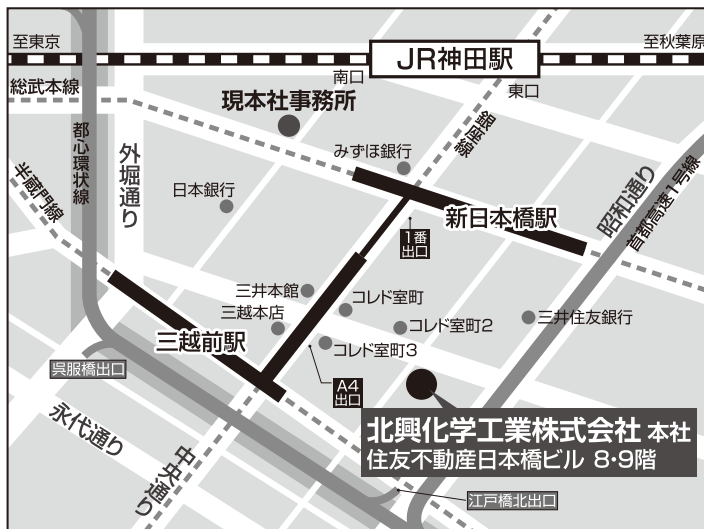 至東京
JR神田駅
至秋葉原
総武本線
南口
東口
現本社事務所
都心環状線
外堀通り
銀座線
みずほ銀行
半蔵門線
日本銀行
新日本橋駅
昭和通り
首都高速1号線
1番
出口
三井本館
三越本店
コレド室町
コレド室町2
三井住友銀行
三越前駅
コレド室町3
呉服橋出口
A4
出口
永代通り
中央通り
北興化学工業株式会社 本社
住友不動産日本橋ビル 8・9階
江戸橋北出口